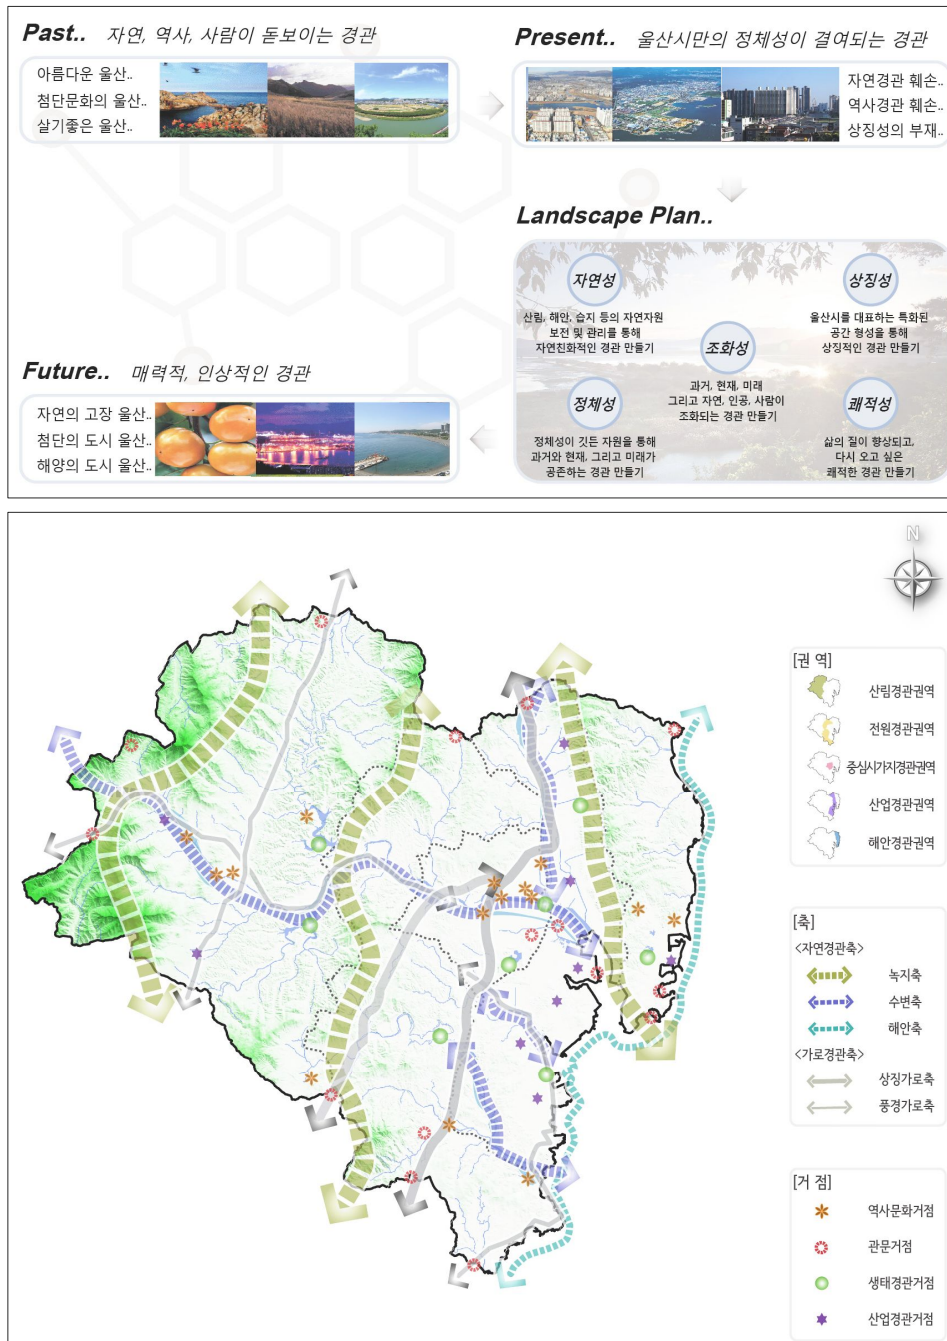 Past.. 자연, 역사, 사람이 돋보이는 경관
아름다운 울산..
첨단문화의 울산..
살기좋은 울산..
Present.. 울산시만의 정체성이 결여되는 경관
자연경관 훼손..
역사경관 훼손..
상징성의 부재..
Landscape Plan..
자연성
산림, 해안, 습지 등의 자연자원
보전 및 관리를 통해
자연친화적인 경관 만들기
상징성
울산시를 대표하는 특화된
공간 형성을 통해
상징적인 경관 만들기
조화성
과거, 현재, 미래
그리고 자연, 인공, 사람이
조화되는 경관 만들기
정체성
정체성이 깃든 자원을 통해
과거와 현재, 그리고 미래가
공존하는 경관 만들기
쾌적성
삶의 질이 향상되고,
다시 오고 싶은
쾌적한 경관 만들기
Future.. 매력적, 인상적인 경관
자연의 고장 울산..
첨단의 도시 울산..
해양의 도시 울산..
N
[권 역]
산림경관권역
전원경관권역
중심시가지경관권역
산업경관권역
해안경관권역
[축]
<자연경관축>
녹지축
수변축
해안축
<가로경관축>
상징가로축
풍경가로축
[거 점]
역사문화거점
관문거점
생태경관거점
산업경관거점